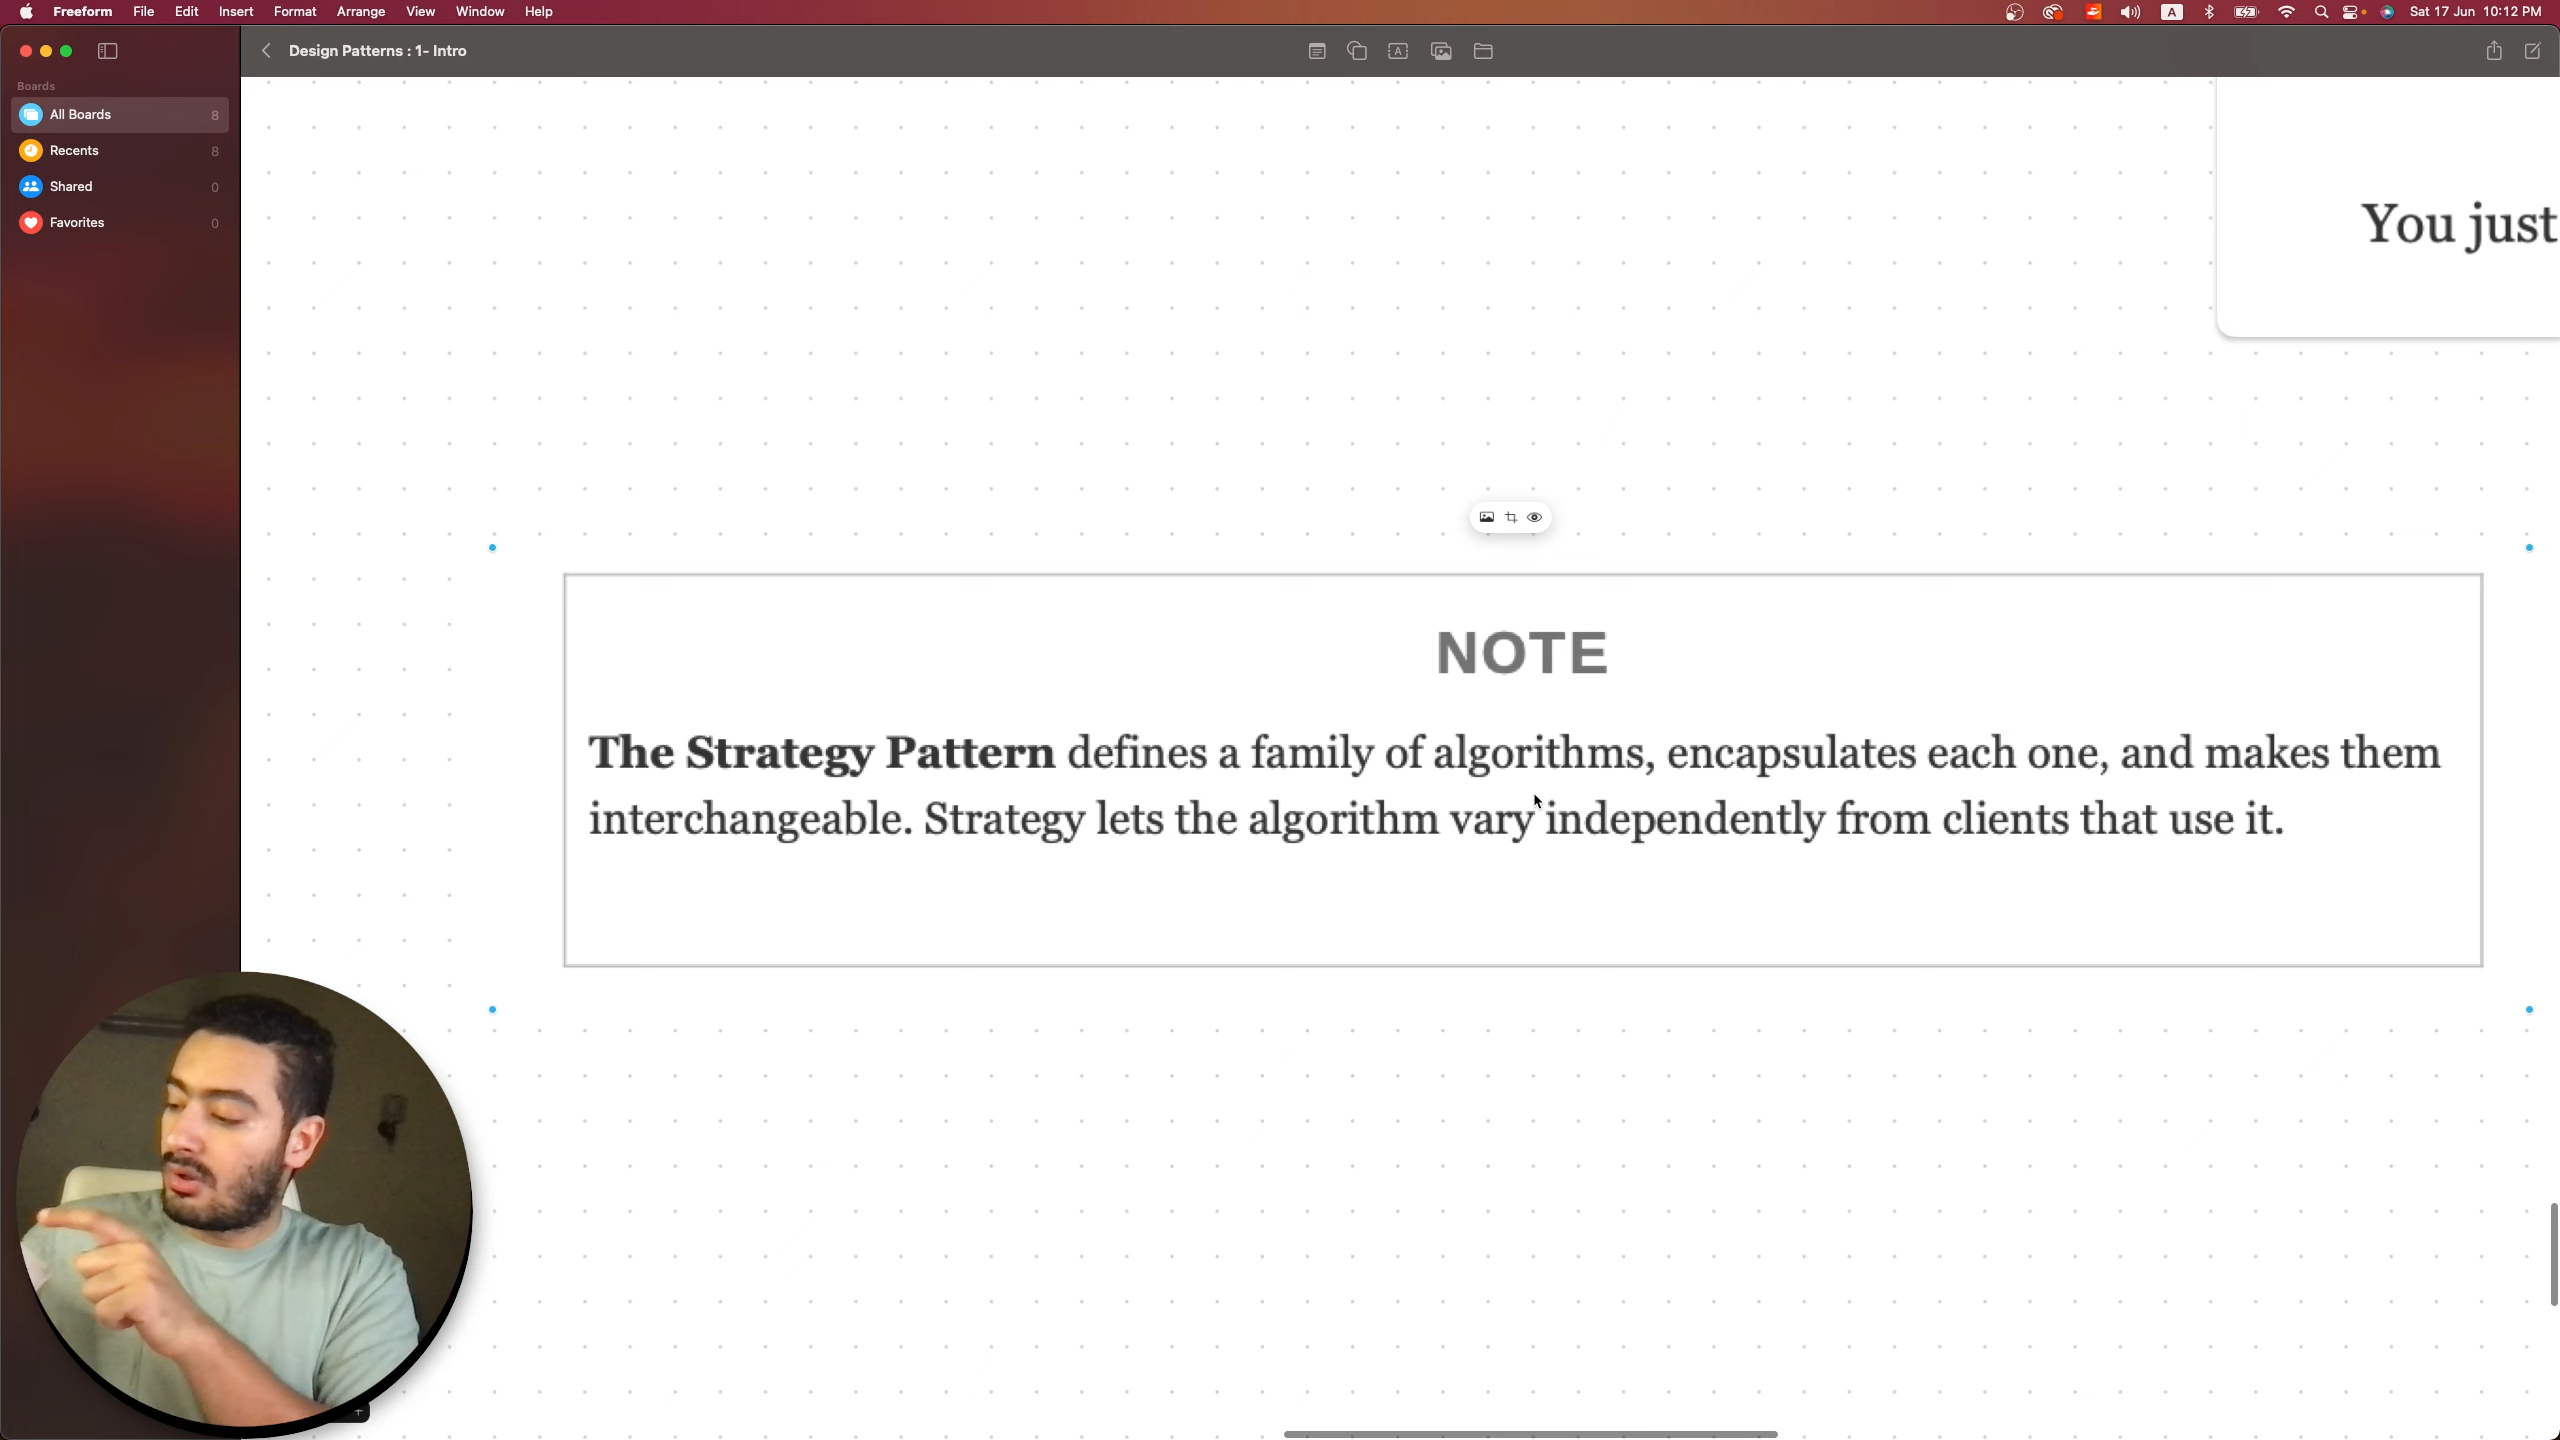 Freeform File Edit Insert Format Arrange View Window Help A Sat 17 Jun 10:12 PM
Design Patterns : 1- Intro
A
Boards
All Boards 8
Recents 8
Shared 0
Favorites 0
You just
NOTE
The Strategy Pattern defines a family of algorithms, encapsulates each one, and makes them
interchangeable. Strategy lets the algorithm vary independently from clients that use it.